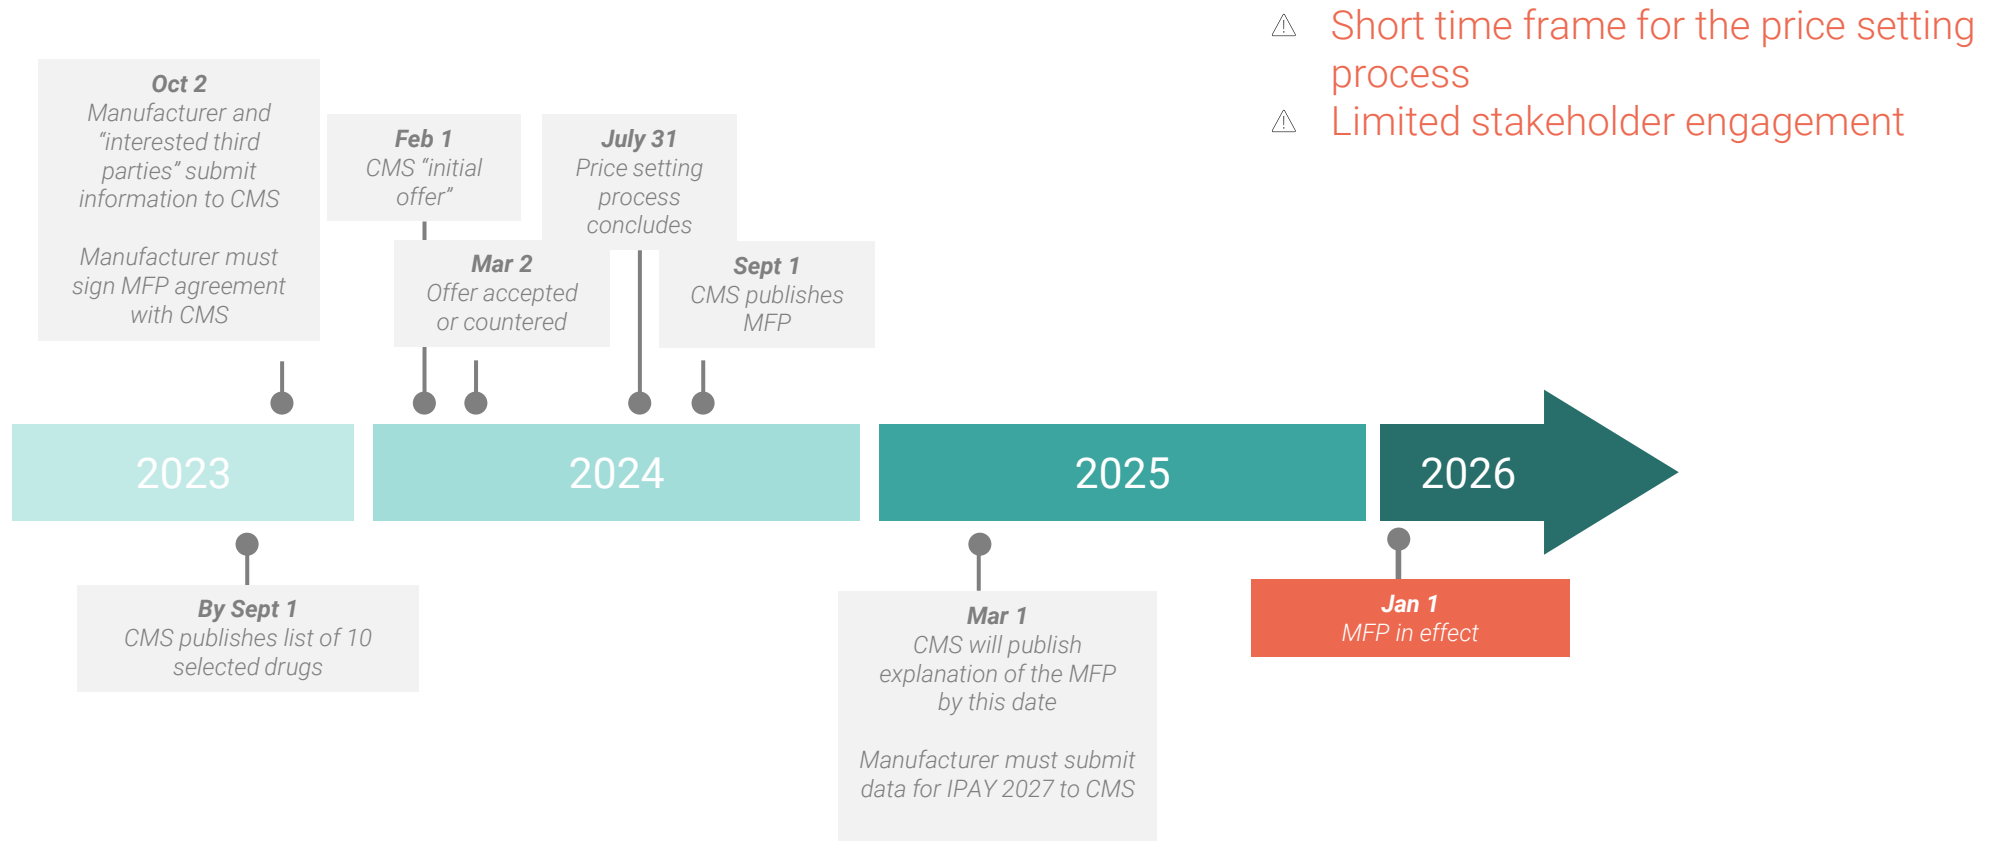 Short time frame for the price setting
process
Limited stakeholder engagement
Oct 2
Manufacturer and
“interested third
parties” submit
information to CMS
Manufacturer must
sign MFP agreement
with CMS
Feb 1
CMS “initial
offer”
Mar 2
Offer accepted
or countered
July 31
Price setting
process
concludes
Sept 1
CMS publishes
MFP
2023
2024
2025
2026
By Sept 1
CMS publishes list of 10
selected drugs
Mar 1
CMS will publish
explanation of the MFP
by this date
Manufacturer must submit
data for IPAY 2027 to CMS
Jan 1
MFP in effect